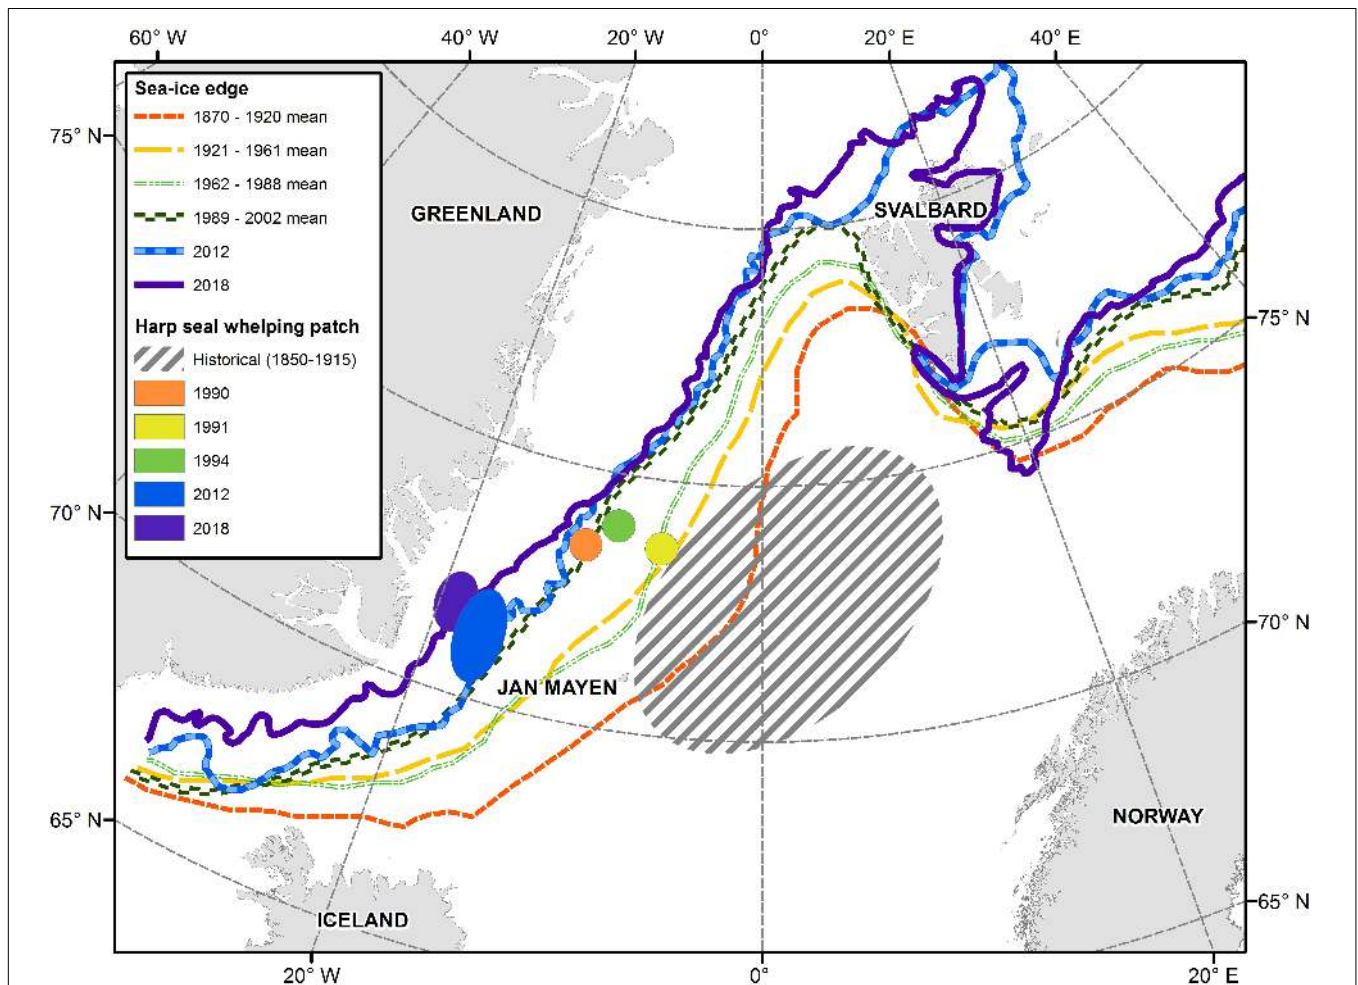 60° W 40° W 20° W 0° 20° E 40° E
75° N
70° N
65° N
Sea-ice edge
1870 - 1920 mean
1921 - 1961 mean
1962 - 1988 mean
1989 - 2002 mean
2012
2018
Harp seal whelping patch
Historical (1850-1915)
1990
1991
1994
2012
2018
GREENLAND
SVALBARD
JAN MAYEN
NORWAY
ICELAND
75° N
70° N
65° N
20° W 0° 20° E